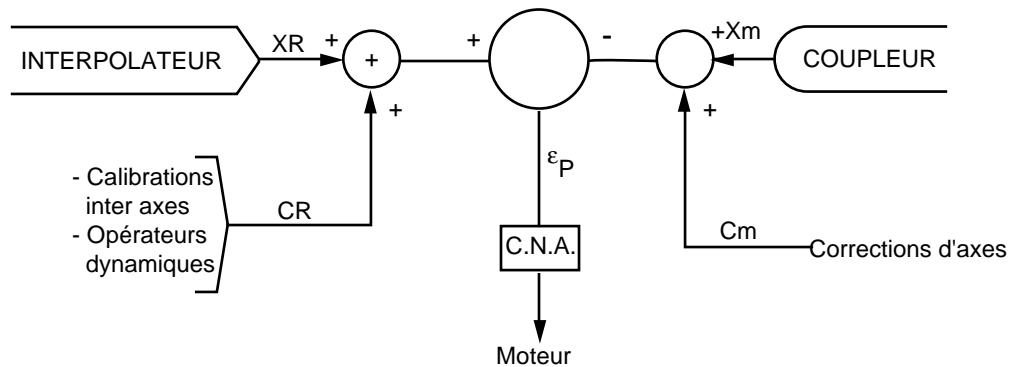 INTERPOLATEUR
XR
+
+
+
+
-
+Xm
COUPLEUR
+
- Calibrations
inter axes
- Opérateurs
dynamiques
CR
εP
C.N.A.
Cm
Corrections d'axes
Moteur